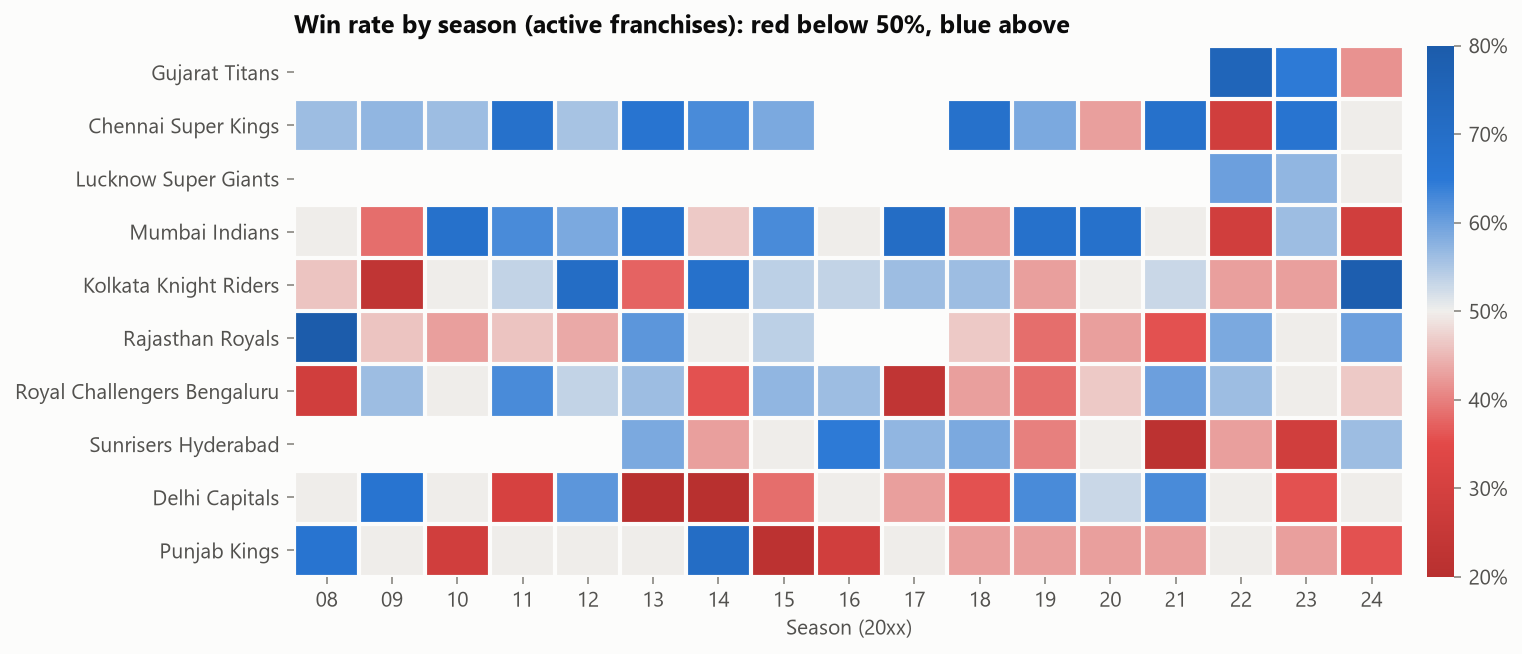 Win rate by season (active franchises): red below 50%, blue above
Gujarat Titans
Chennai Super Kings
Lucknow Super Giants
Mumbai Indians
Kolkata Knight Riders
Rajasthan Royals
Royal Challengers Bengaluru
Sunrisers Hyderabad
Delhi Capitals
Punjab Kings
08 09 10 11 12 13 14 15 16 17 18 19 20 21 22 23 24
Season (20xx)
80%
70%
60%
50%
40%
30%
20%